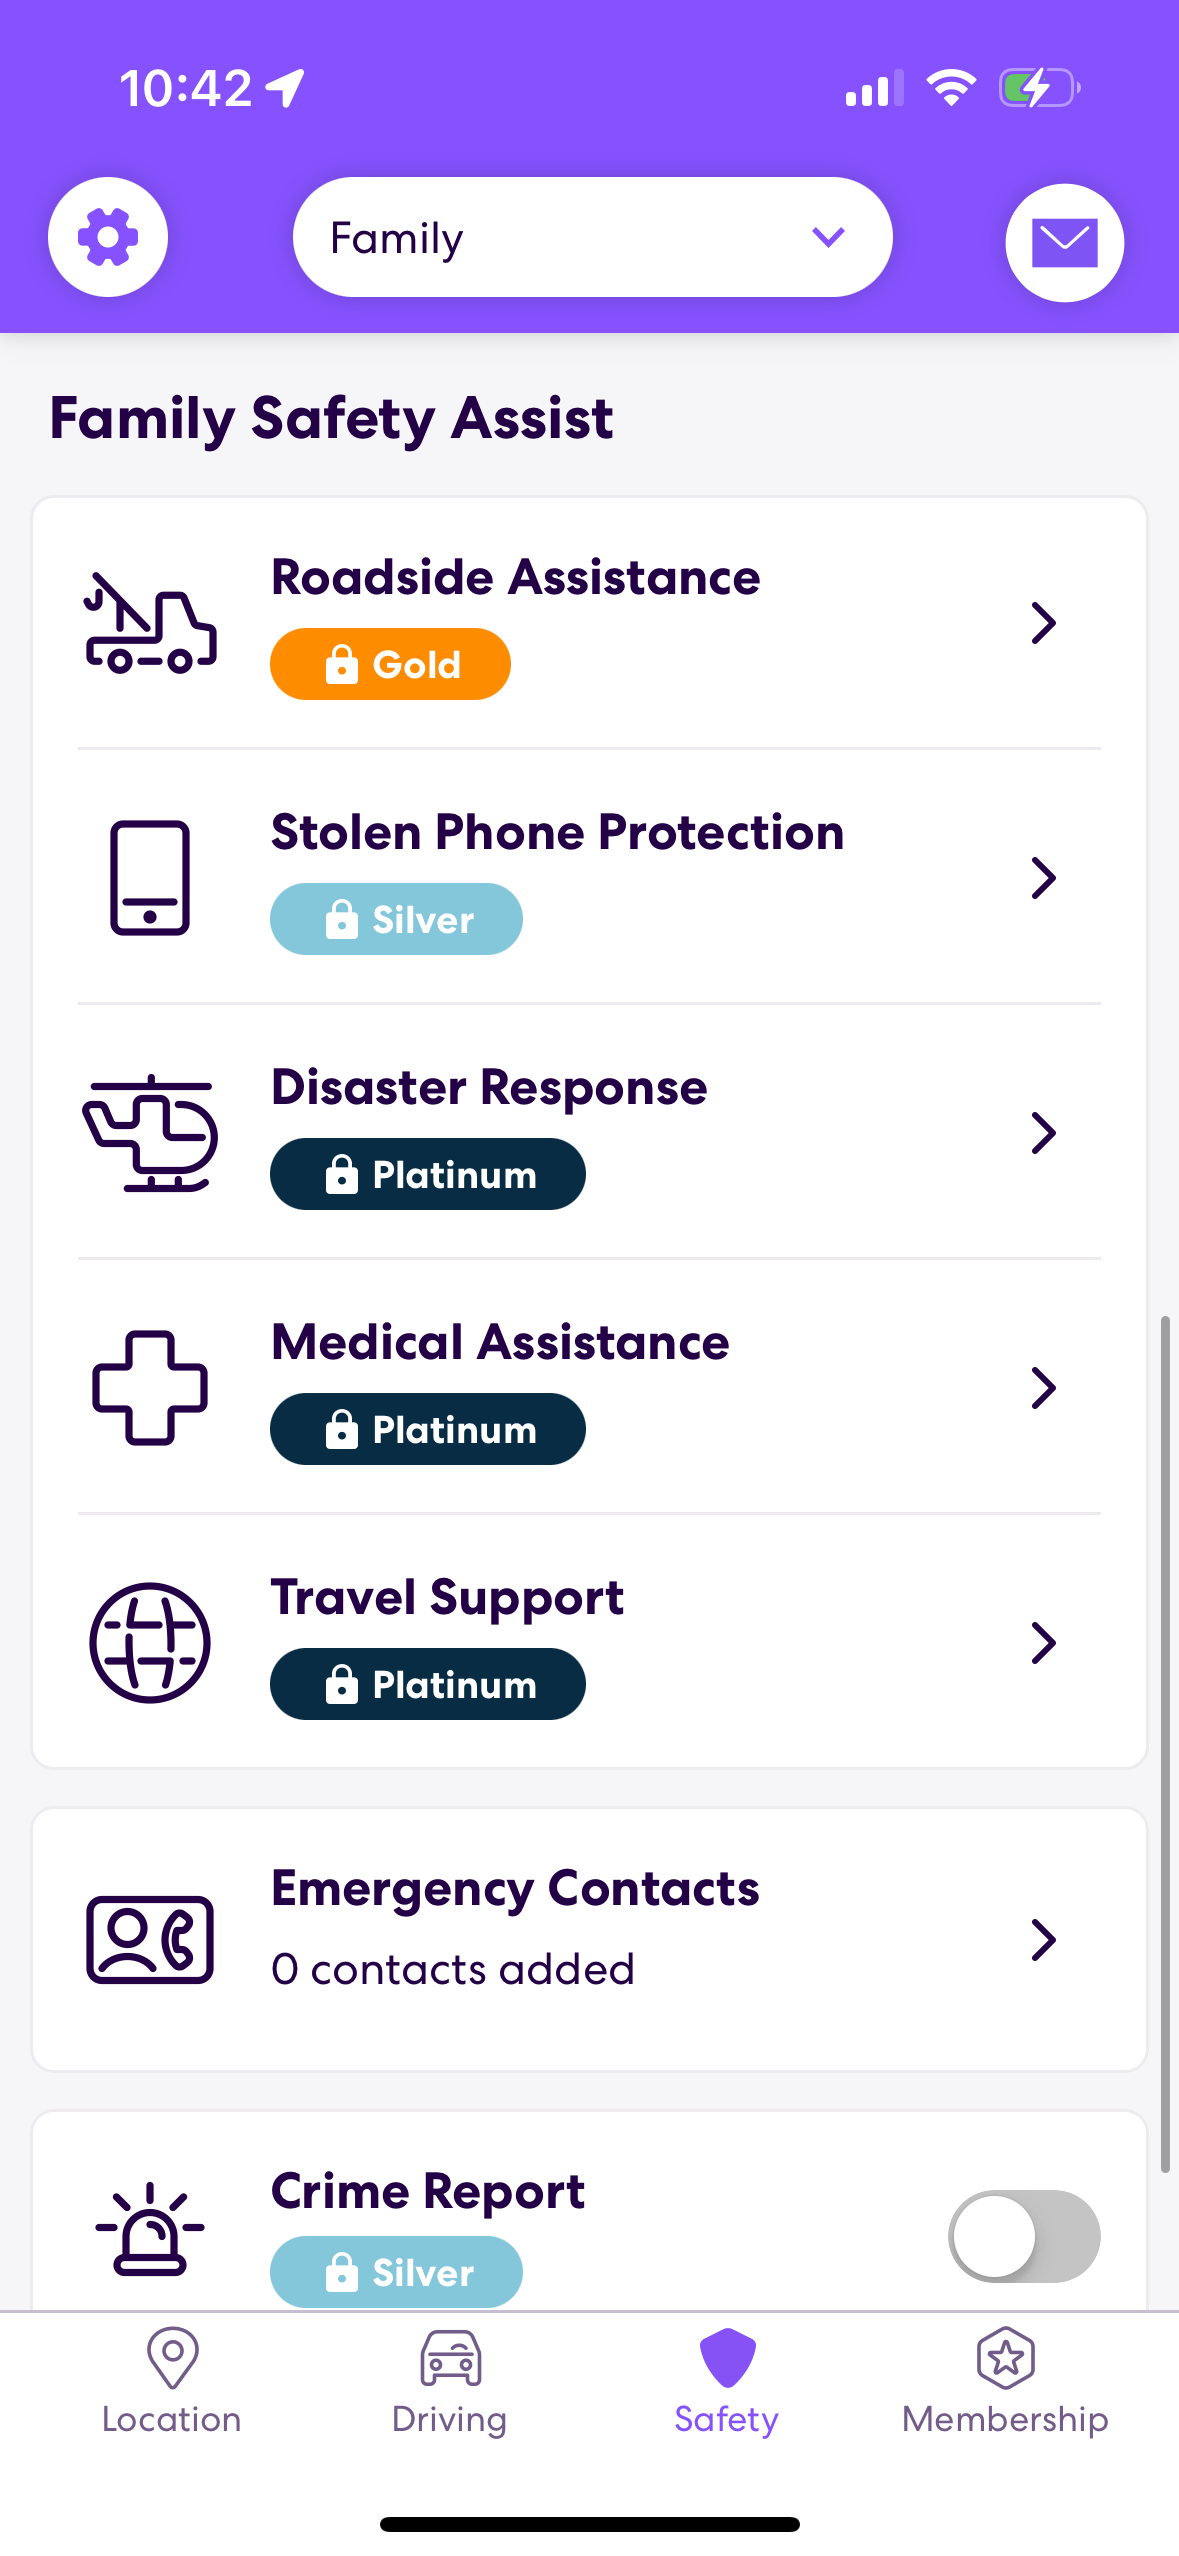 10:42
Family
Family Safety Assist
Roadside Assistance
Gold
Stolen Phone Protection
Silver
Disaster Response
Platinum
Medical Assistance
Platinum
Travel Support
Platinum
Emergency Contacts
0 contacts added
Crime Report
Silver
Location Driving Safety Membership